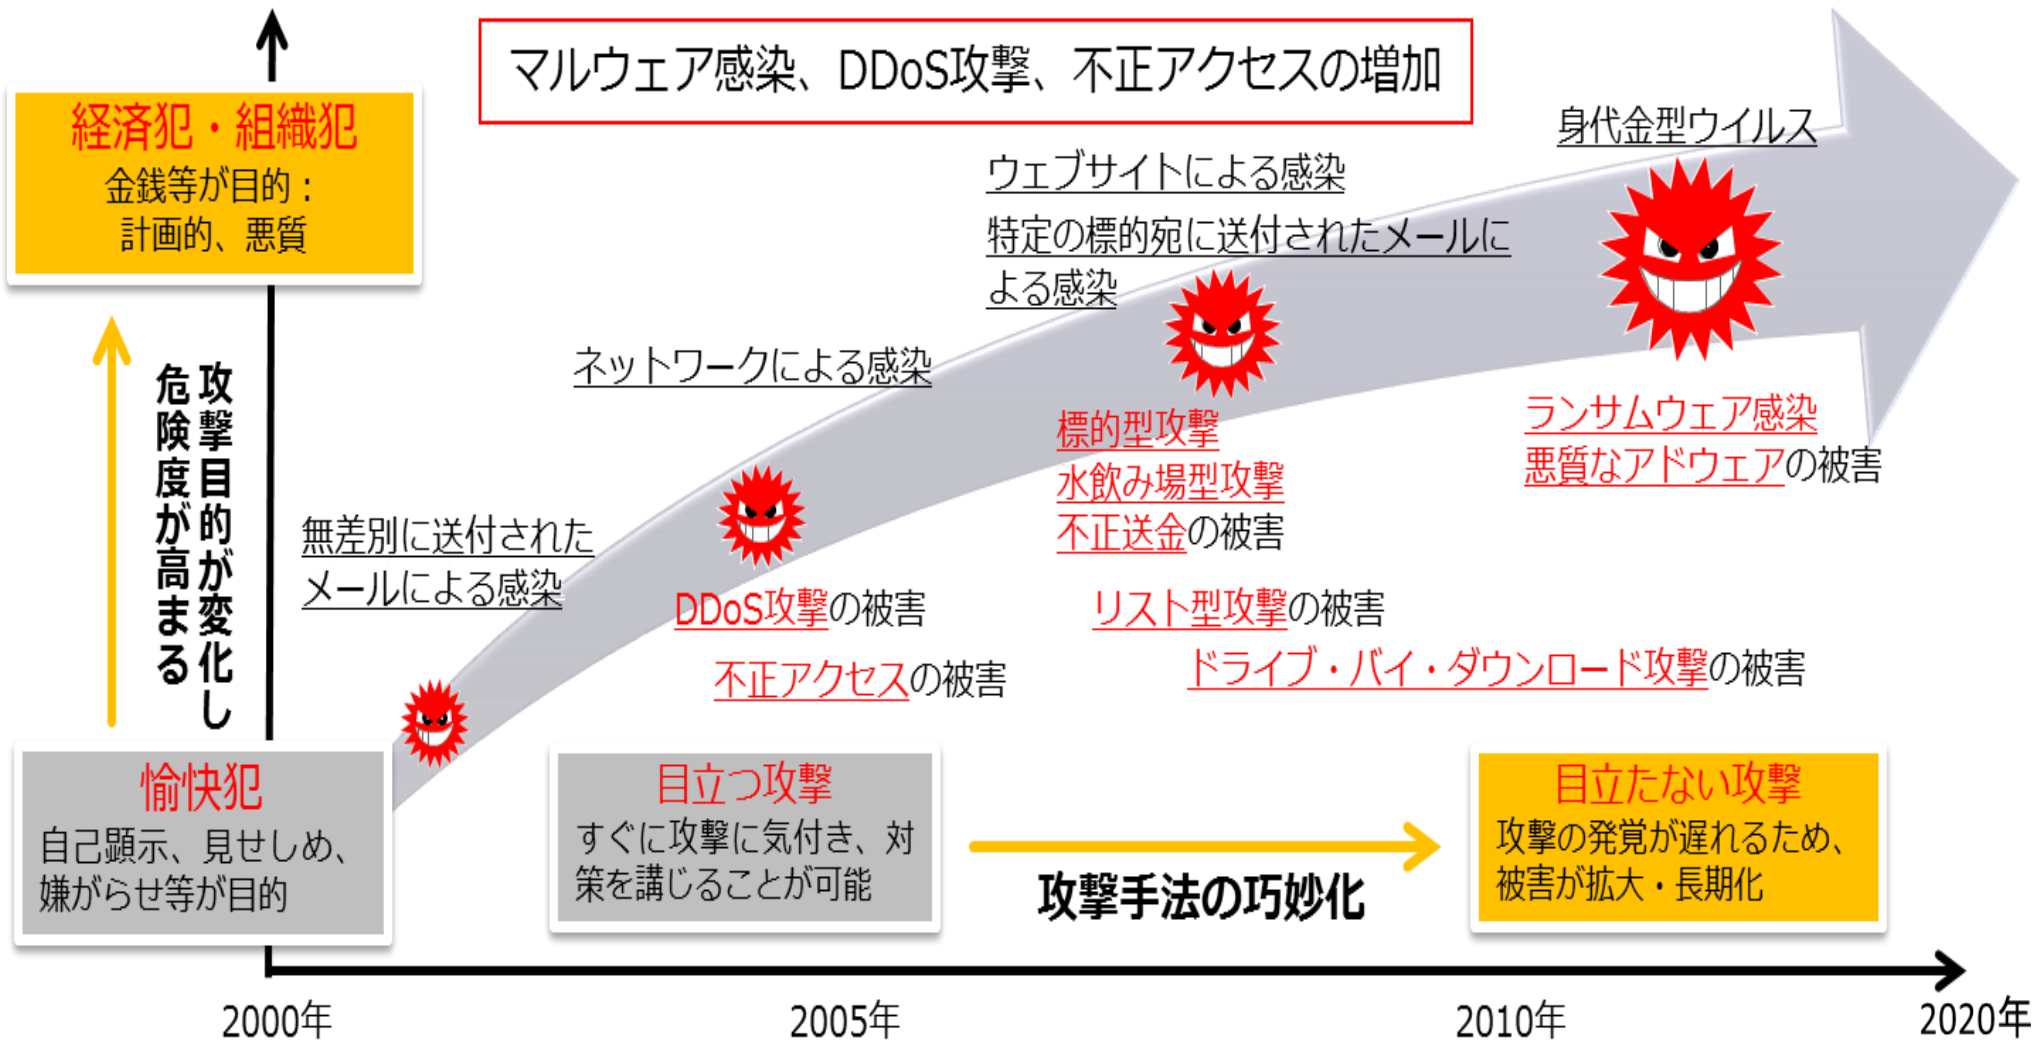 マルウェア感染、DDoS攻撃、不正アクセスの増加
経済犯・組織犯
金銭等が目的：
計画的、悪質
攻撃目的が変化し
危険度が高まる
愉快犯
自己顕示、見せしめ、
嫌がらせ等が目的
無差別に送付された
メールによる感染
ネットワークによる感染
DDoS攻撃の被害
不正アクセスの被害
ウェブサイトによる感染
特定の標的宛に送付されたメールに
よる感染
標的型攻撃
水飲み場型攻撃
不正送金の被害
リスト型攻撃の被害
ドライブ・バイ・ダウンロード攻撃の被害
身代金型ウイルス
ランサムウェア感染
悪質なアドウェアの被害
目立つ攻撃
すぐに攻撃に気付き、対
策を講じることが可能
攻撃手法の巧妙化
目立たない攻撃
攻撃の発覚が遅れるため、
被害が拡大・長期化
2000年
2005年
2010年
2020年